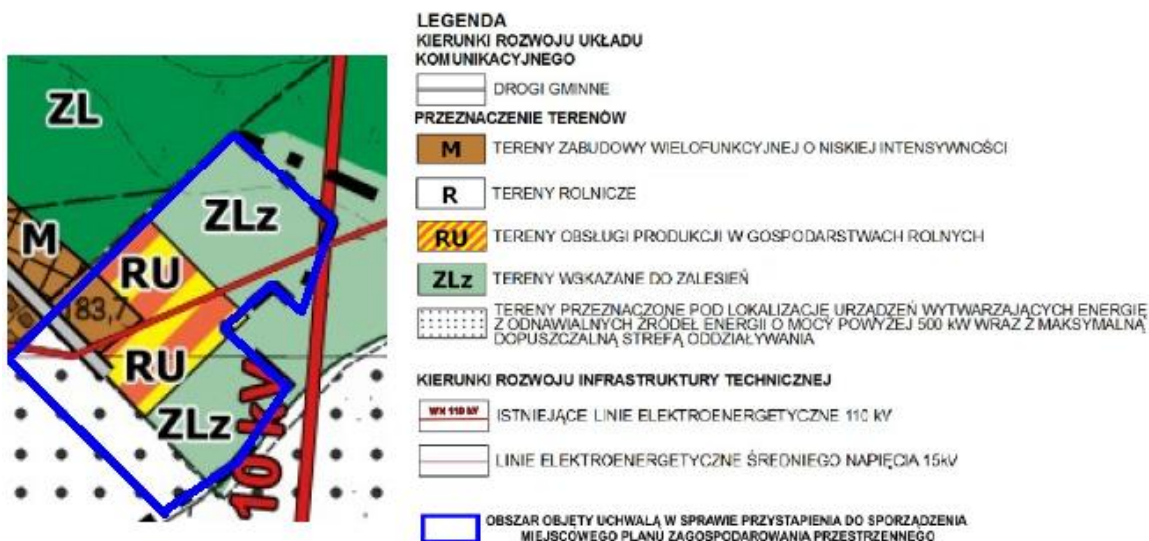 LEGENDA
KIERUNKI ROZWOJU UKŁADU
KOMUNIKACYJNEGO
DROGI GMINNE
PRZEZNACZENIE TERENÓW
M TERENY ZABUDOWY WIELOFUNKCYJNEJ O NISKIEJ INTENSYWNOŚCI
R TERENY ROLNICZE
RU TERENY OBSŁUGI PRODUKCJI W GOSPODARSTWACH ROLNYCH
ZLz TERENY WSKAZANE DO ZALESIEŃ
TERENY PRZEZNACZONE POD LOKALIZACJĘ URZĄDZEŃ WYTWARZAJĄCYCH ENERGIĘ
Z ODNAWIALNYCH ŹRÓDEŁ ENERGII O MOCY POWYŻEJ 500 kW WRAZ Z MAKSYMALNĄ
DOPUSZCZALNĄ STREFĄ ODDZIAŁYWANIA
KIERUNKI ROZWOJU INFRASTRUKTURY TECHNICZNEJ
WN 110 kV ISTNIEJĄCE LINIE ELEKTROENERGETYCZNE 110 kV
LINIE ELEKTROENERGETYCZNE ŚREDNIEGO NAPIĘCIA 15kV
OBSZAR OBJĘTY UCHWAŁĄ W SPRAWIE PRZYSTĄPIENIA DO SPORZĄDZENIA
MIEJSCOWEGO PLANU ZAGOSPODAROWANIA PRZESTRZENNEGO
ZL
ZLz
M
RU
183,7
RU
ZLz
10 kV